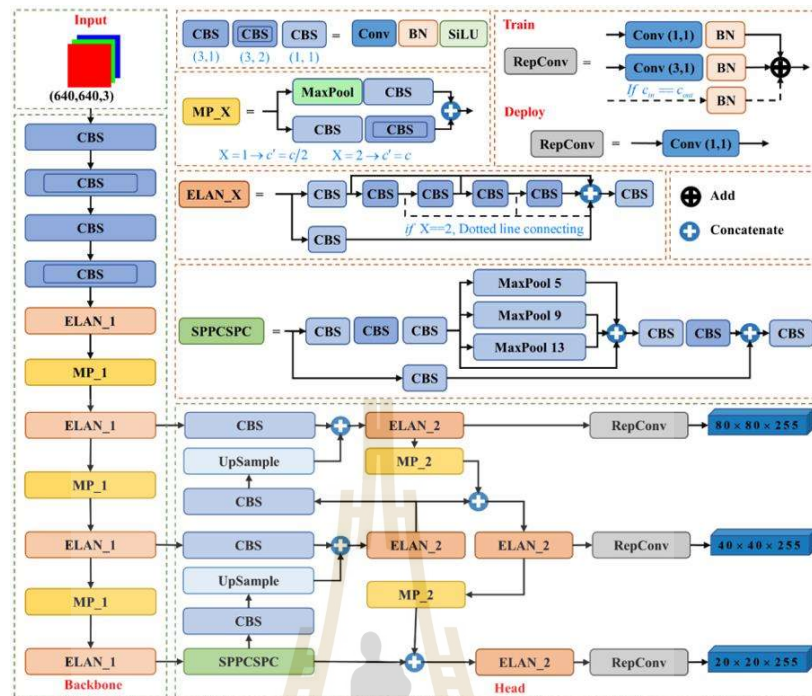 Input
(640,640,3)
CBS
CBS
CBS
CBS
ELAN_1
MP_1
ELAN_1
MP_1
ELAN_1
MP_1
ELAN_1
Backbone
CBS CBS CBS = Conv BN SiLU
(3,1) (3, 2) (1, 1)
MP_X = MaxPool CBS
CBS CBS
X = 1 → c' = c/2 X = 2 → c' = c
Train
RepConv = Conv (1,1) BN
Conv (3,1) BN
If c_in == c_out BN
Deploy
RepConv = Conv (1,1)
ELAN_X = CBS CBS CBS CBS CBS CBS
CBS
if X==2, Dotted line connecting
Add
Concatenate
SPPCSPC = CBS CBS CBS
MaxPool 5
MaxPool 9
MaxPool 13
CBS CBS CBS
CBS
CBS ELAN_2 RepConv 80 × 80 × 255
UpSample MP_2
CBS
CBS ELAN_2 ELAN_2 RepConv 40 × 40 × 255
UpSample MP_2
CBS
SPPCSPC ELAN_2 RepConv 20 × 20 × 255
Head